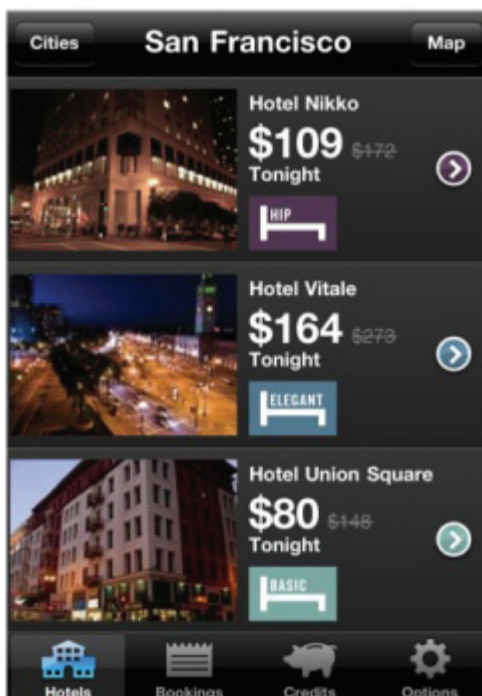 Cities San Francisco Map
Hotel Nikko
$109 $172
Tonight
HIP
Hotel Vitale
$164 $273
Tonight
ELEGANT
Hotel Union Square
$80 $148
Tonight
BASIC
Hotels Bookings Credits Options